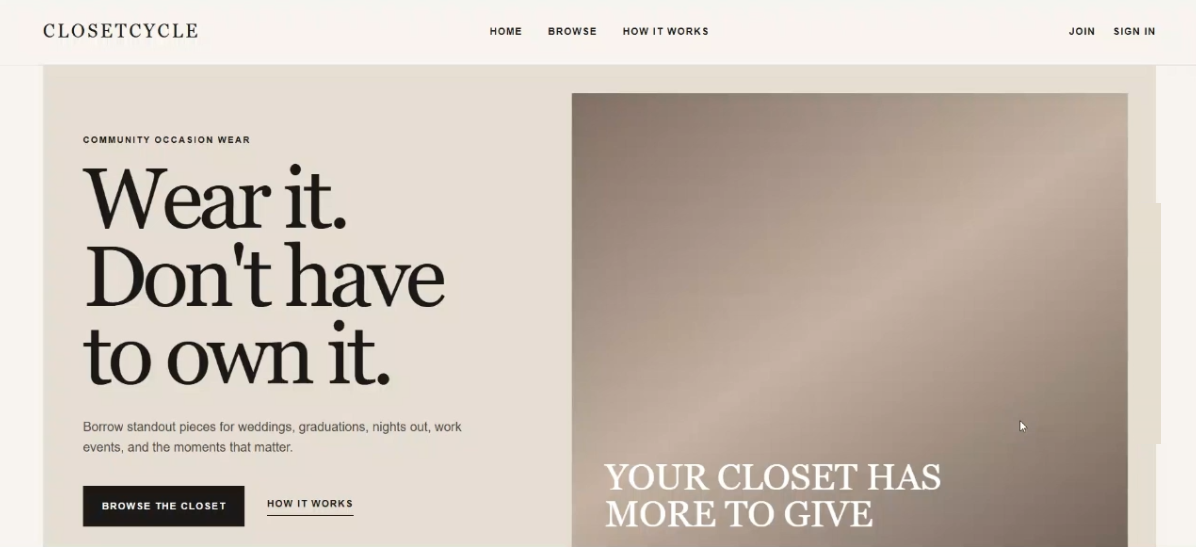 CLOSETCYCLE
HOME BROWSE HOW IT WORKS
JOIN SIGN IN
COMMUNITY OCCASION WEAR
Wear it.
Don't have
to own it.
Borrow standout pieces for weddings, graduations, nights out, work
events, and the moments that matter.
BROWSE THE CLOSET
HOW IT WORKS
YOUR CLOSET HAS
MORE TO GIVE